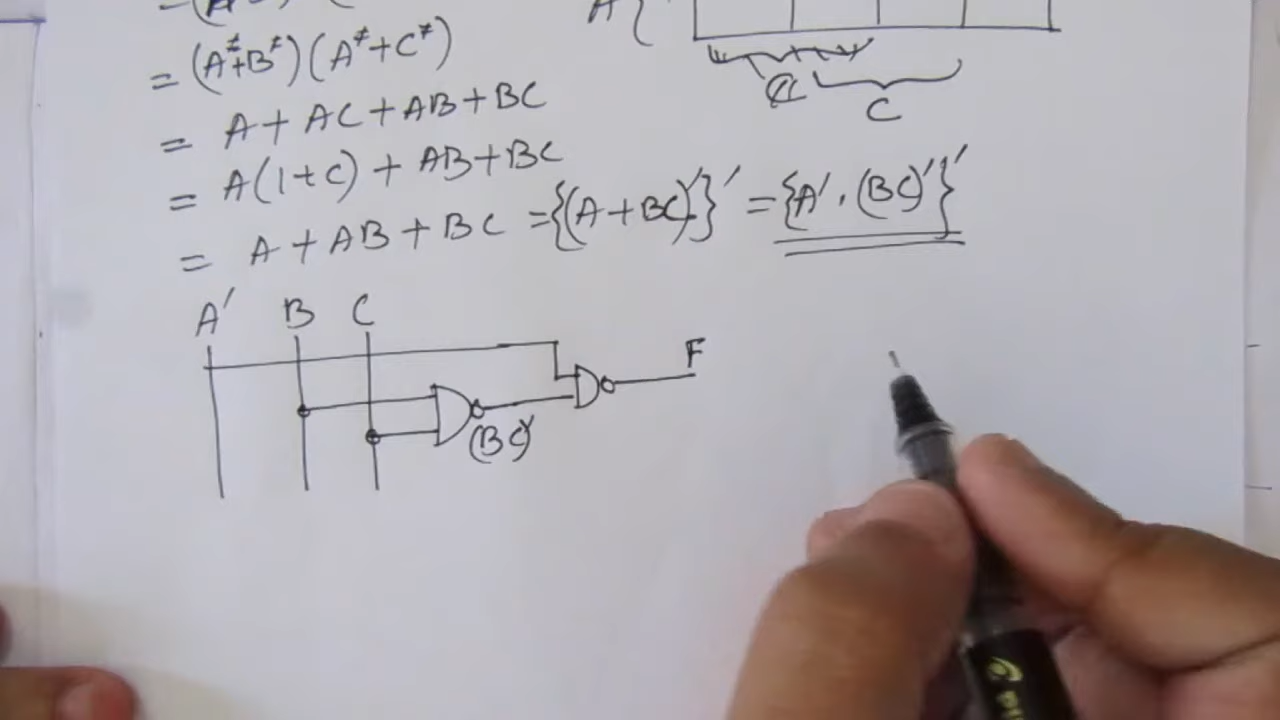 = (A‡+B‡)(A‡+C‡)
= A+AC+AB+BC
= A(1+C)+AB+BC
= A+AB+BC ={(A+BC)'}' ={A'.(BC)'}'
A
C
A' B C
F
(BC)'